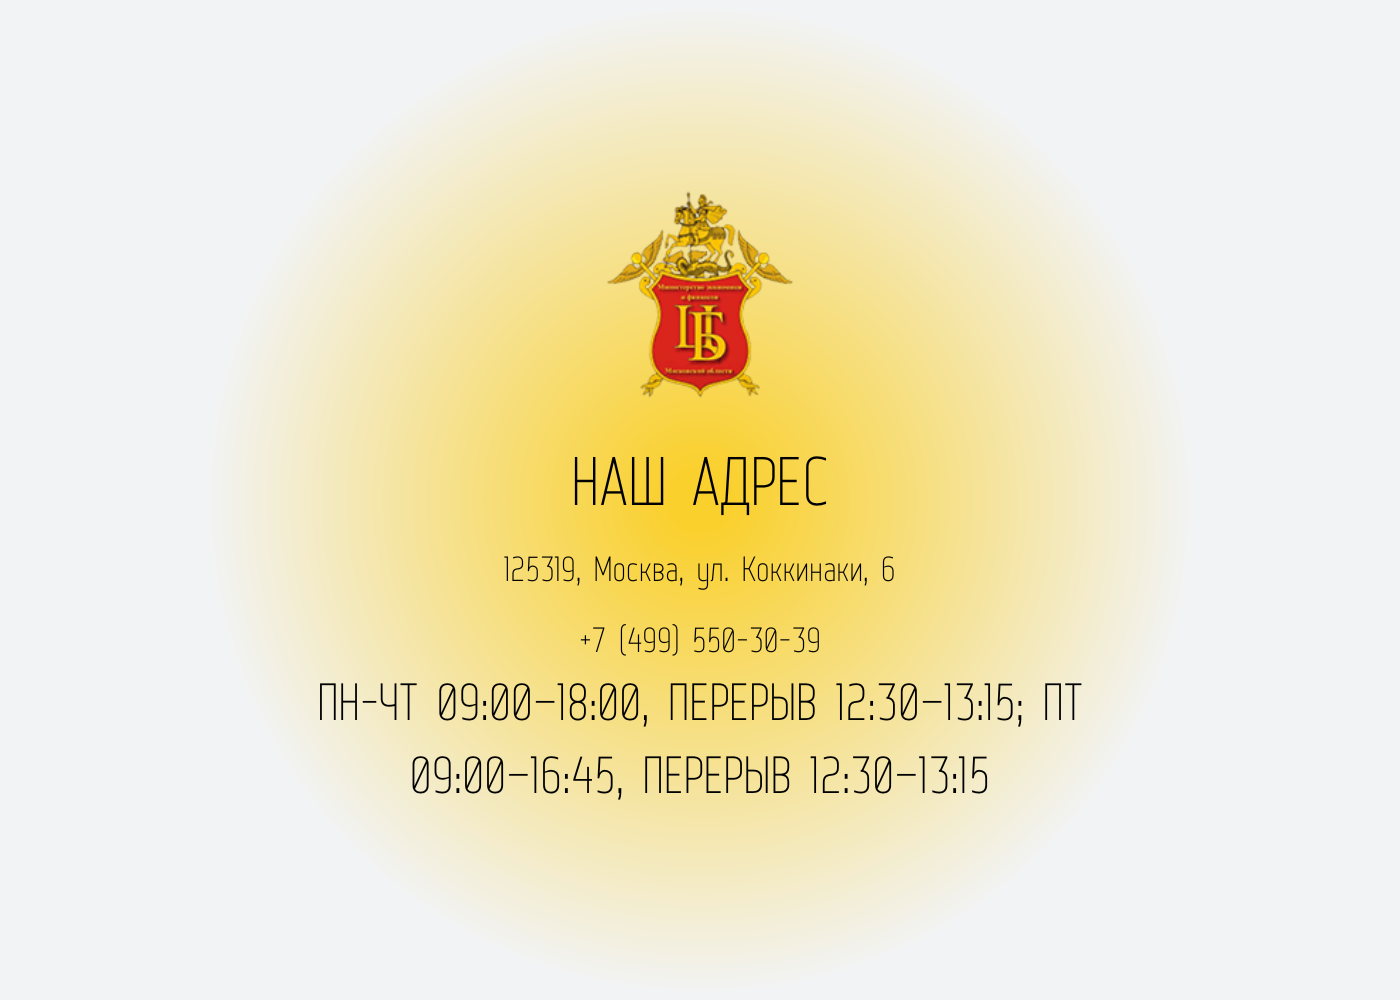 Министерство экономики
и финансов
ЦБ
Московской области
НАШ АДРЕС
125319, Москва, ул. Коккинаки, 6
+7 (499) 550-30-39
ПН-ЧТ 09:00–18:00, ПЕРЕРЫВ 12:30–13:15; ПТ
09:00–16:45, ПЕРЕРЫВ 12:30–13:15